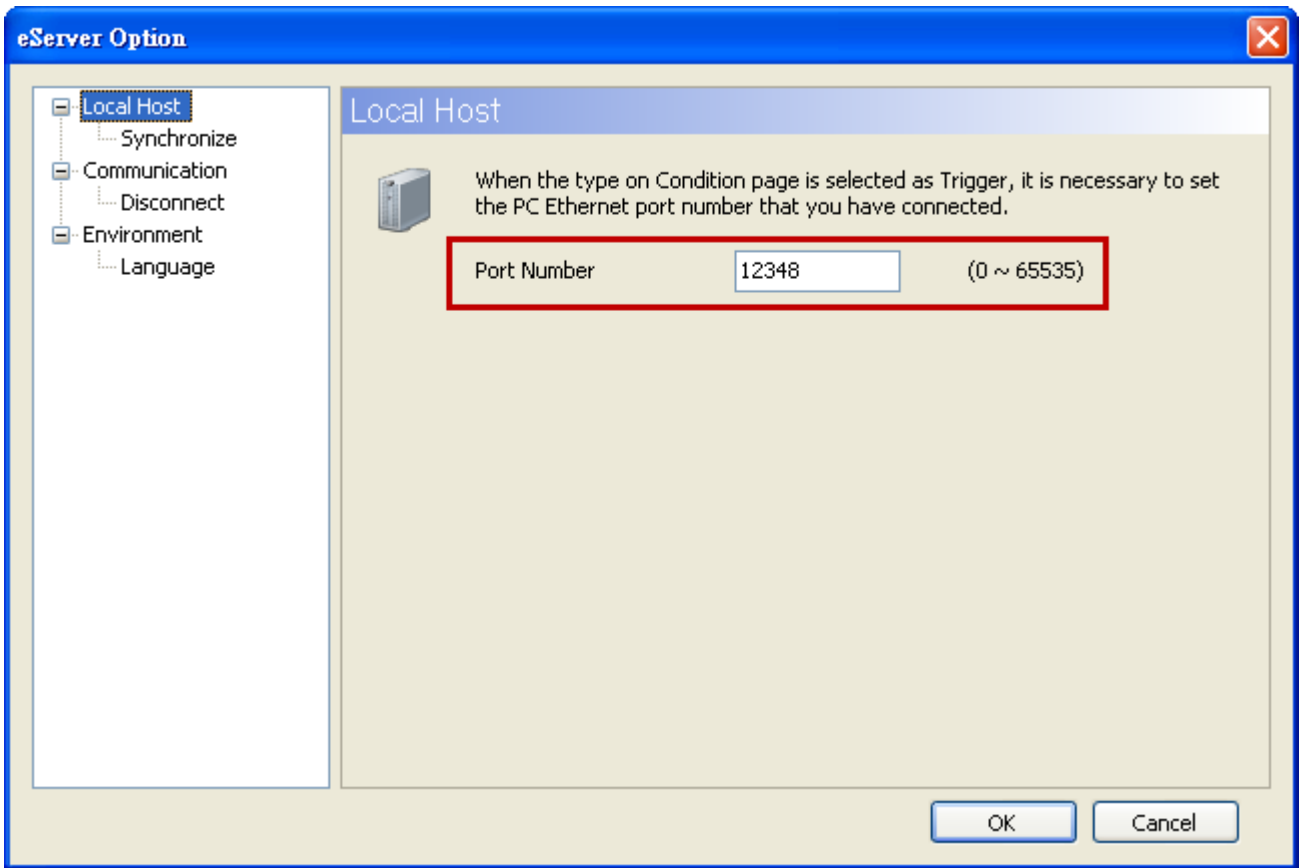 eServer Option
Local Host
Synchronize
Communication
Disconnect
Environment
Language
Local Host
When the type on Condition page is selected as Trigger, it is necessary to set
the PC Ethernet port number that you have connected.
Port Number 12348 (0 ~ 65535)
OK Cancel